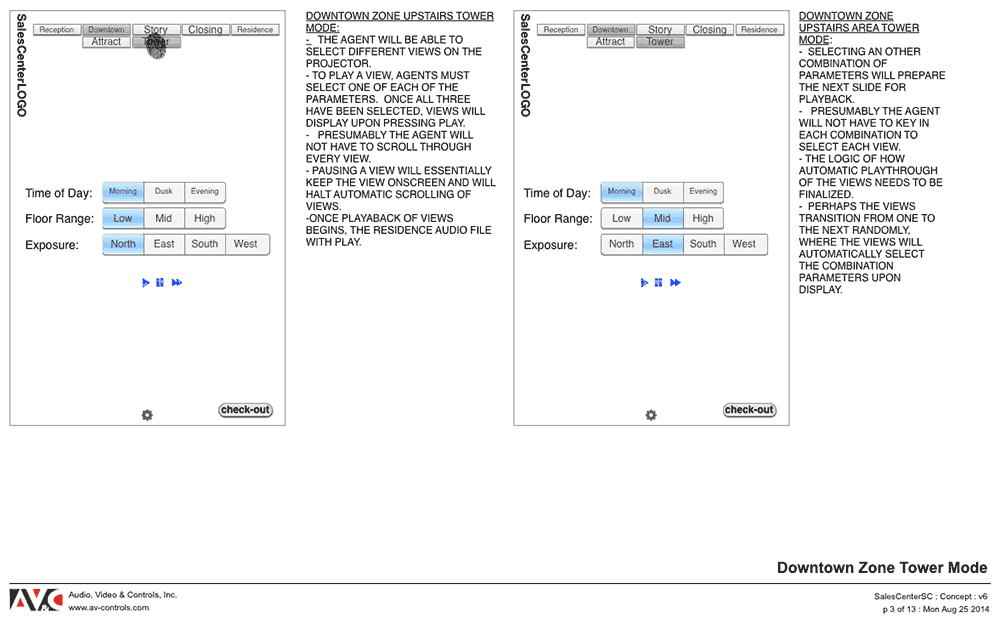 SalesCenterLOGO
Reception Downtown Story Closing Residence
Attract Tower
Time of Day: Morning Dusk Evening
Floor Range: Low Mid High
Exposure: North East South West
check-out
DOWNTOWN ZONE UPSTAIRS TOWER
MODE:
- THE AGENT WILL BE ABLE TO
SELECT DIFFERENT VIEWS ON THE
PROJECTOR.
- TO PLAY A VIEW, AGENTS MUST
SELECT ONE OF EACH OF THE
PARAMETERS. ONCE ALL THREE
HAVE BEEN SELECTED, VIEWS WILL
DISPLAY UPON PRESSING PLAY.
- PRESUMABLY THE AGENT WILL
NOT HAVE TO SCROLL THROUGH
EVERY VIEW.
- PAUSING A VIEW WILL ESSENTIALLY
KEEP THE VIEW ONSCREEN AND WILL
HALT AUTOMATIC SCROLLING OF
VIEWS.
-ONCE PLAYABACK OF VIEWS
BEGINS, THE RESIDENCE AUDIO FILE
WITH PLAY.
SalesCenterLOGO
Reception Downtown Story Closing Residence
Attract Tower
Time of Day: Morning Dusk Evening
Floor Range: Low Mid High
Exposure: North East South West
check-out
DOWNTOWN ZONE
UPSTAIRS AREA TOWER
MODE:
- SELECTING AN OTHER
COMBINATION OF
PARAMETERS WILL PREPARE
THE NEXT SLIDE FOR
PLAYBACK.
- PRESUMABLY THE AGENT
WILL NOT HAVE TO KEY IN
EACH COMBINATION TO
SELECT EACH VIEW.
- THE LOGIC OF HOW
AUTOMATIC PLAYTHROUGH
OF THE VIEWS NEEDS TO BE
FINALIZED.
- PERHAPS THE VIEWS
TRANSITION FROM ONE TO
THE NEXT RANDOMLY,
WHERE THE VIEWS WILL
AUTOMATICALLY SELECT
THE COMBINATION
PARAMETERS UPON
DISPLAY.
Downtown Zone Tower Mode
AV&C
Audio, Video & Controls, Inc.
www.av-controls.com
SalesCenterSC : Concept : v6
p 3 of 13 : Mon Aug 25 2014